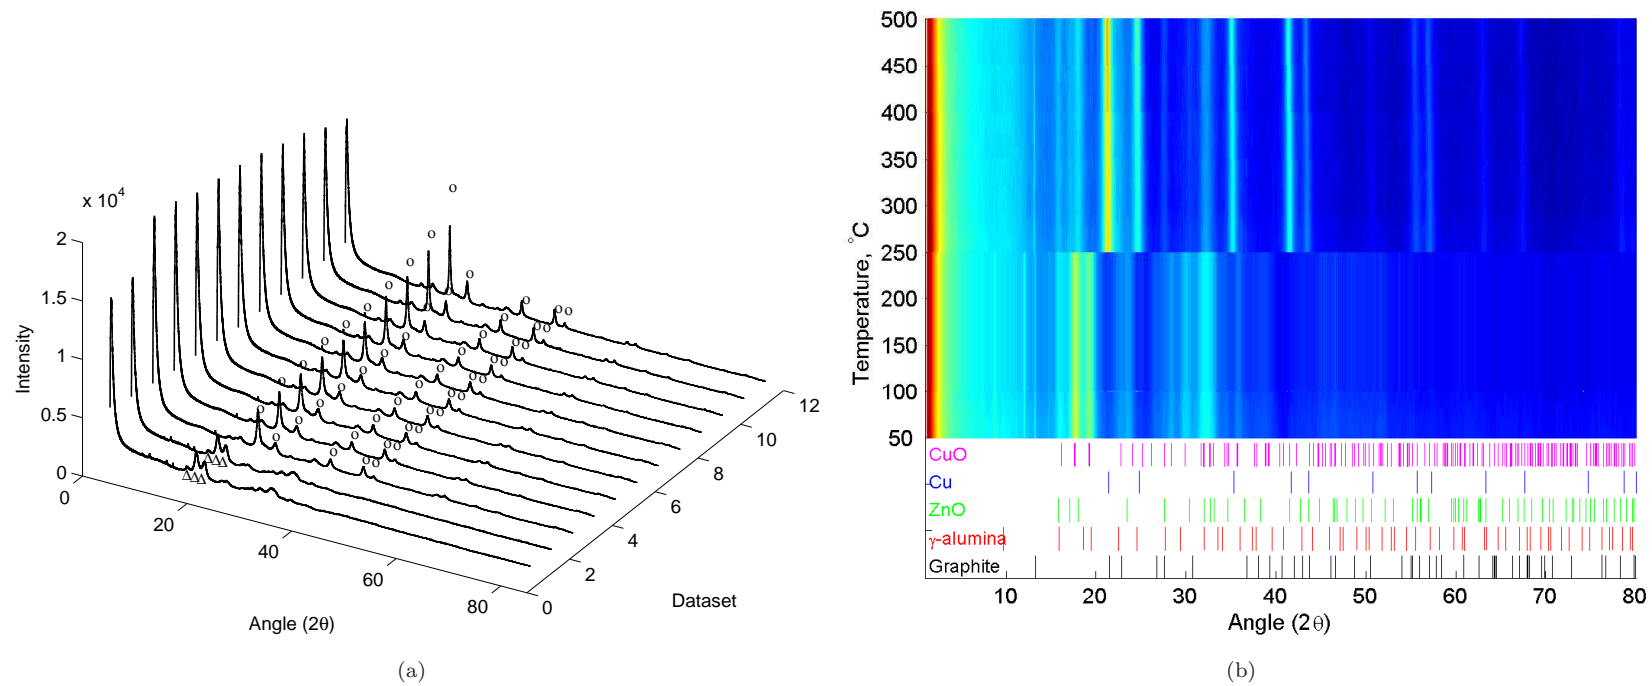 x 10^4
2
1.5
1
0.5
0
Intensity
0
20
40
60
80
Angle (2θ)
0
2
4
6
8
10
12
Dataset
(a)
500
450
400
350
300
250
200
150
100
50
Temperature, °C
CuO
Cu
ZnO
γ-alumina
Graphite
10 20 30 40 50 60 70 80
Angle (2θ)
(b)